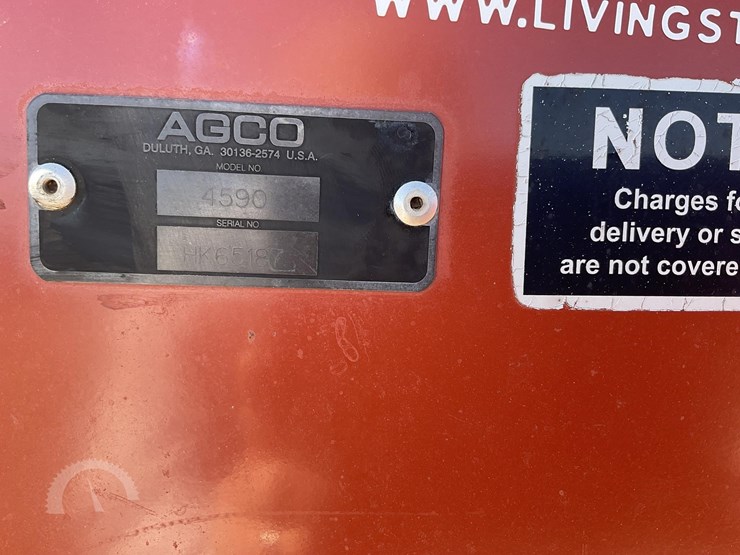 WWW.LIVINGST
AGCO
DULUTH, GA. 30136-2574 U.S.A.
MODEL NO
4590
SERIAL NO.
NOT
Charges fo
delivery or s
are not covere